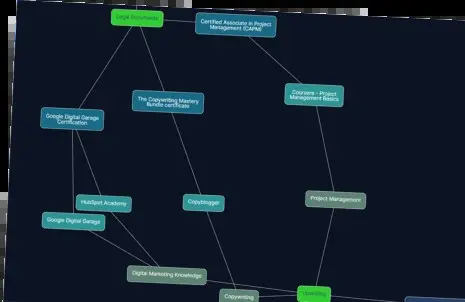 Legal Documents
Certified Associate in Project
Management (CAPM)
Coursera - Project
Management Basics
The Copywriting Mastery
Bundle certificate
Google Digital Garage
Certification
HubSpot Academy
Copyblogger
Project Management
Google Digital Garage
Digital Marketing Knowledge
Copywriting